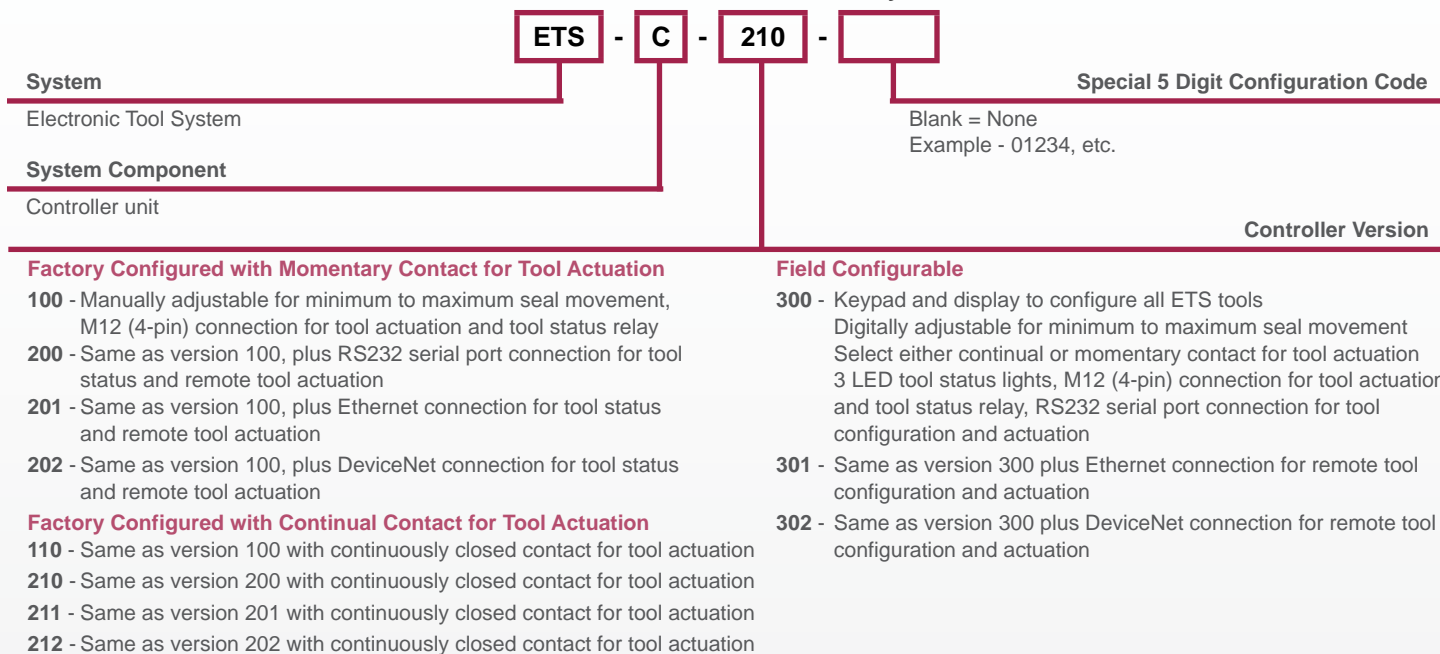 ETS - C - 210 -
System
Electronic Tool System
System Component
Controller unit
Special 5 Digit Configuration Code
Blank = None
Example - 01234, etc.
Controller Version
Factory Configured with Momentary Contact for Tool Actuation
100 - Manually adjustable for minimum to maximum seal movement,
M12 (4-pin) connection for tool actuation and tool status relay
200 - Same as version 100, plus RS232 serial port connection for tool
status and remote tool actuation
201 - Same as version 100, plus Ethernet connection for tool status
and remote tool actuation
202 - Same as version 100, plus DeviceNet connection for tool status
and remote tool actuation
Factory Configured with Continual Contact for Tool Actuation
110 - Same as version 100 with continuously closed contact for tool actuation
210 - Same as version 200 with continuously closed contact for tool actuation
211 - Same as version 201 with continuously closed contact for tool actuation
212 - Same as version 202 with continuously closed contact for tool actuation
Field Configurable
300 - Keypad and display to configure all ETS tools
Digitally adjustable for minimum to maximum seal movement
Select either continual or momentary contact for tool actuation
3 LED tool status lights, M12 (4-pin) connection for tool actuation
and tool status relay, RS232 serial port connection for tool
configuration and actuation
301 - Same as version 300 plus Ethernet connection for remote tool
configuration and actuation
302 - Same as version 300 plus DeviceNet connection for remote tool
configuration and actuation